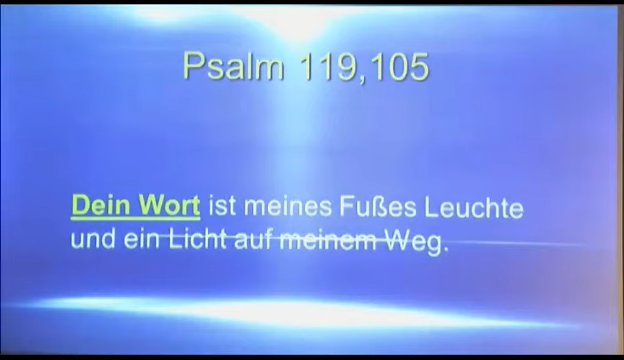 Psalm 119,105
Dein Wort ist meines Fußes Leuchte
und ein Licht auf meinem Weg.